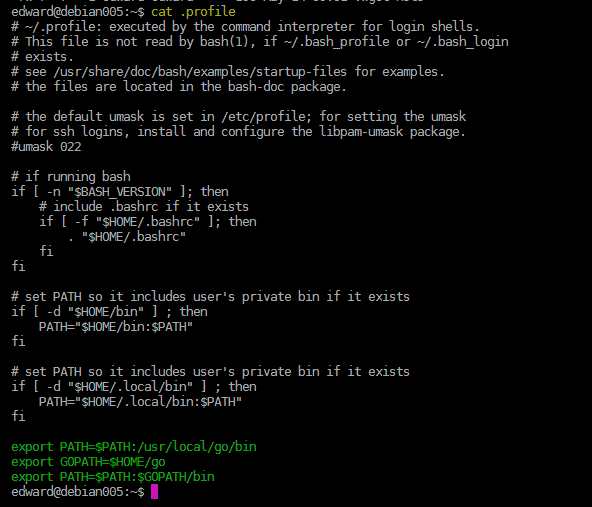 edward@debian005:~$ cat .profile
# ~/.profile: executed by the command interpreter for login shells.
# This file is not read by bash(1), if ~/.bash_profile or ~/.bash_login
# exists.
# see /usr/share/doc/bash/examples/startup-files for examples.
# the files are located in the bash-doc package.

# the default umask is set in /etc/profile; for setting the umask
# for ssh logins, install and configure the libpam-umask package.
#umask 022

# if running bash
if [ -n "$BASH_VERSION" ]; then
    # include .bashrc if it exists
    if [ -f "$HOME/.bashrc" ]; then
        . "$HOME/.bashrc"
    fi
fi

# set PATH so it includes user's private bin if it exists
if [ -d "$HOME/bin" ] ; then
    PATH="$HOME/bin:$PATH"
fi

# set PATH so it includes user's private bin if it exists
if [ -d "$HOME/.local/bin" ] ; then
    PATH="$HOME/.local/bin:$PATH"
fi

export PATH=$PATH:/usr/local/go/bin
export GOPATH=$HOME/go
export PATH=$PATH:$GOPATH/bin
edward@debian005:~$